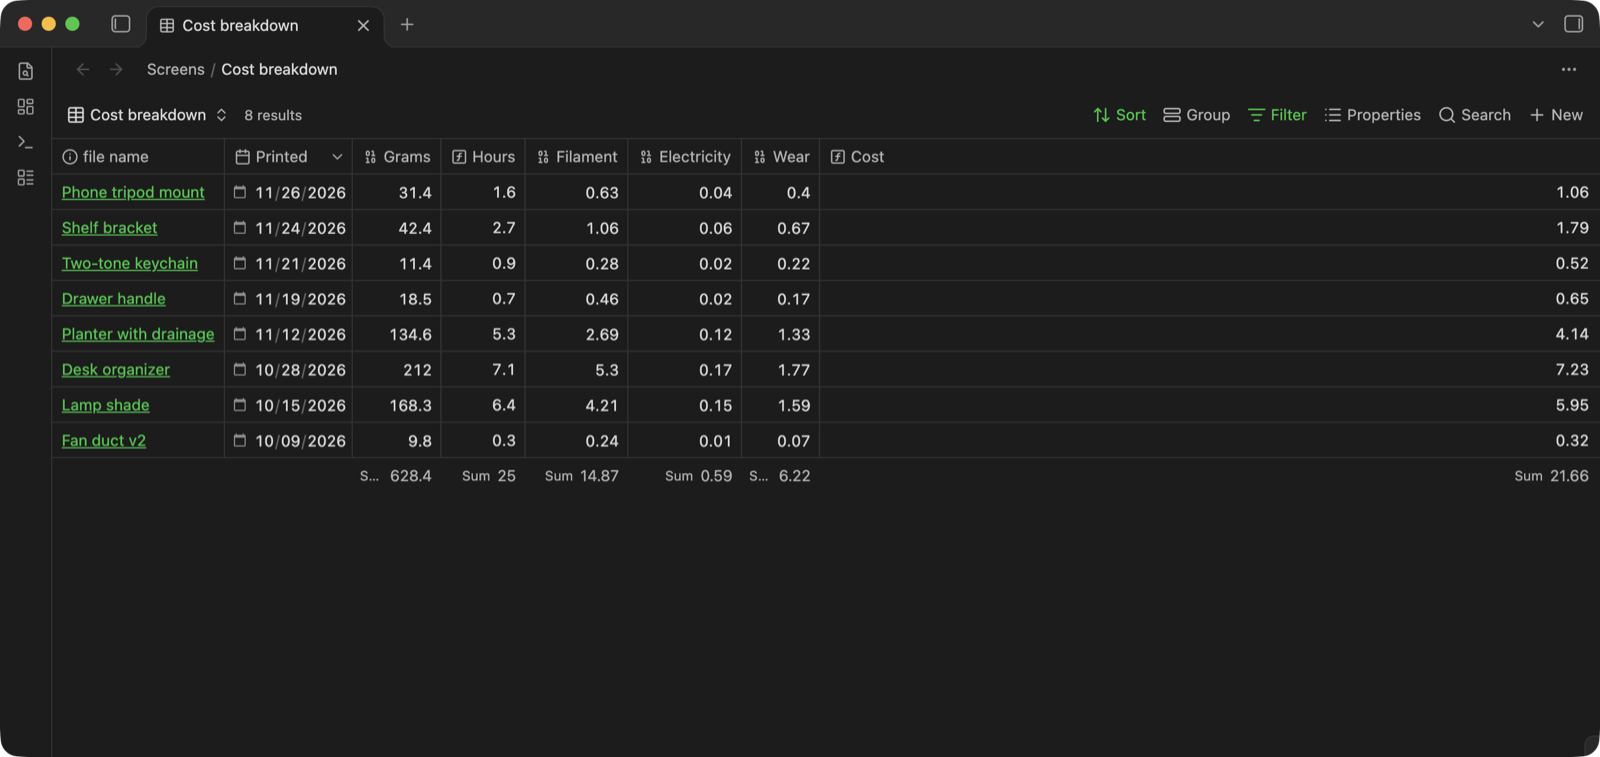 Cost breakdown
Screens / Cost breakdown
Cost breakdown 8 results Sort Group Filter Properties Search New
file name Printed Grams Hours Filament Electricity Wear Cost
Phone tripod mount 11/26/2026 31.4 1.6 0.63 0.04 0.4 1.06
Shelf bracket 11/24/2026 42.4 2.7 1.06 0.06 0.67 1.79
Two-tone keychain 11/21/2026 11.4 0.9 0.28 0.02 0.22 0.52
Drawer handle 11/19/2026 18.5 0.7 0.46 0.02 0.17 0.65
Planter with drainage 11/12/2026 134.6 5.3 2.69 0.12 1.33 4.14
Desk organizer 10/28/2026 212 7.1 5.3 0.17 1.77 7.23
Lamp shade 10/15/2026 168.3 6.4 4.21 0.15 1.59 5.95
Fan duct v2 10/09/2026 9.8 0.3 0.24 0.01 0.07 0.32
S... 628.4 Sum 25 Sum 14.87 Sum 0.59 S... 6.22 Sum 21.66